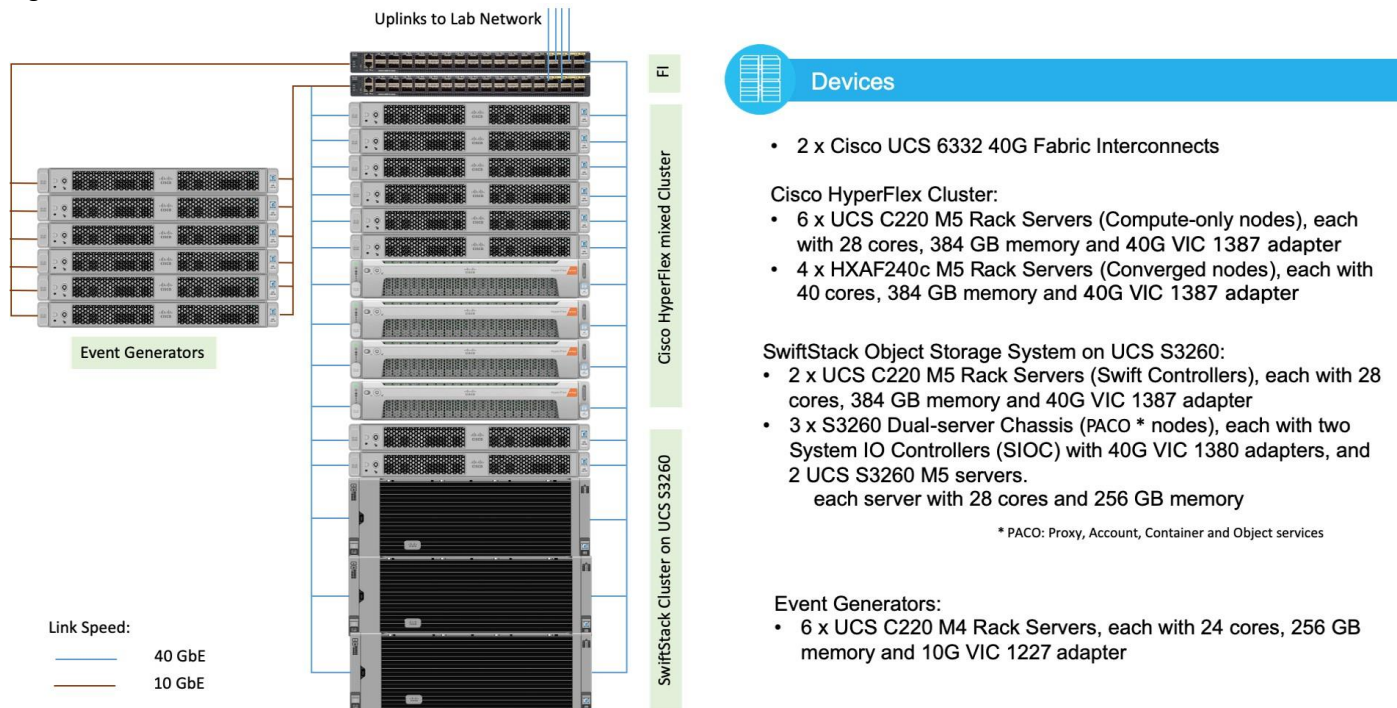 Uplinks to Lab Network
FI
Cisco HyperFlex mixed Cluster
SwiftStack Cluster on UCS S3260
Event Generators
Link Speed:
40 GbE
10 GbE
Devices
• 2 x Cisco UCS 6332 40G Fabric Interconnects
Cisco HyperFlex Cluster:
• 6 x UCS C220 M5 Rack Servers (Compute-only nodes), each
with 28 cores, 384 GB memory and 40G VIC 1387 adapter
• 4 x HXAF240c M5 Rack Servers (Converged nodes), each with
40 cores, 384 GB memory and 40G VIC 1387 adapter
SwiftStack Object Storage System on UCS S3260:
• 2 x UCS C220 M5 Rack Servers (Swift Controllers), each with 28
cores, 384 GB memory and 40G VIC 1387 adapter
• 3 x S3260 Dual-server Chassis (PACO * nodes), each with two
System IO Controllers (SIOC) with 40G VIC 1380 adapters, and
2 UCS S3260 M5 servers.
each server with 28 cores and 256 GB memory
* PACO: Proxy, Account, Container and Object services
Event Generators:
• 6 x UCS C220 M4 Rack Servers, each with 24 cores, 256 GB
memory and 10G VIC 1227 adapter